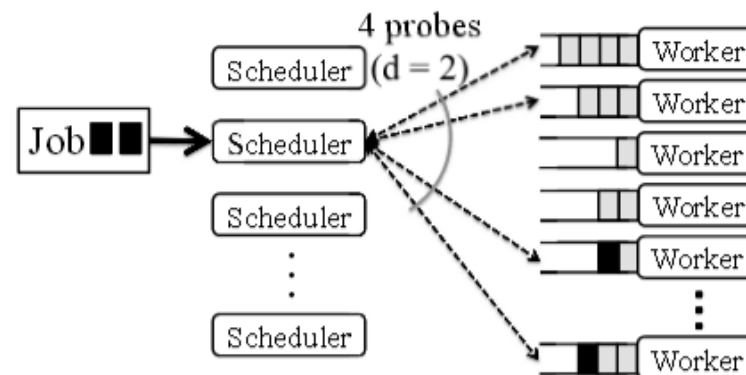 4 probes
(d = 2)
Job
Scheduler
Scheduler
Scheduler
Scheduler
Worker
Worker
Worker
Worker
Worker
Worker